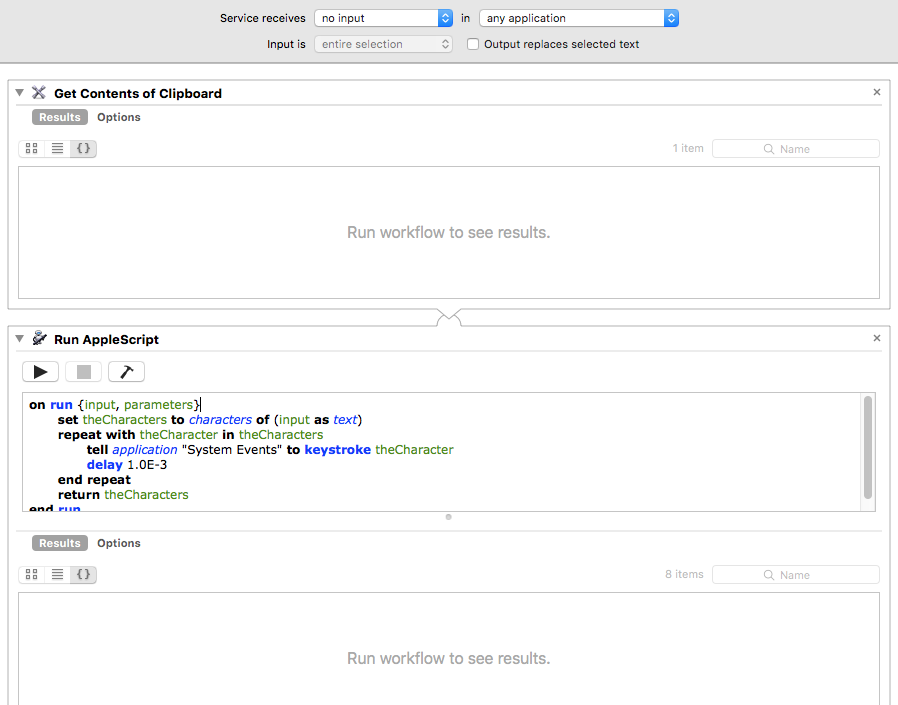 Service receives no input in any application
Input is entire selection Output replaces selected text
Get Contents of Clipboard
Results Options
1 item Name
Run workflow to see results.
Run AppleScript
on run {input, parameters}
set theCharacters to characters of (input as text)
repeat with theCharacter in theCharacters
tell application "System Events" to keystroke theCharacter
delay 1.0E-3
end repeat
return theCharacters
end run
Results Options
8 items Name
Run workflow to see results.